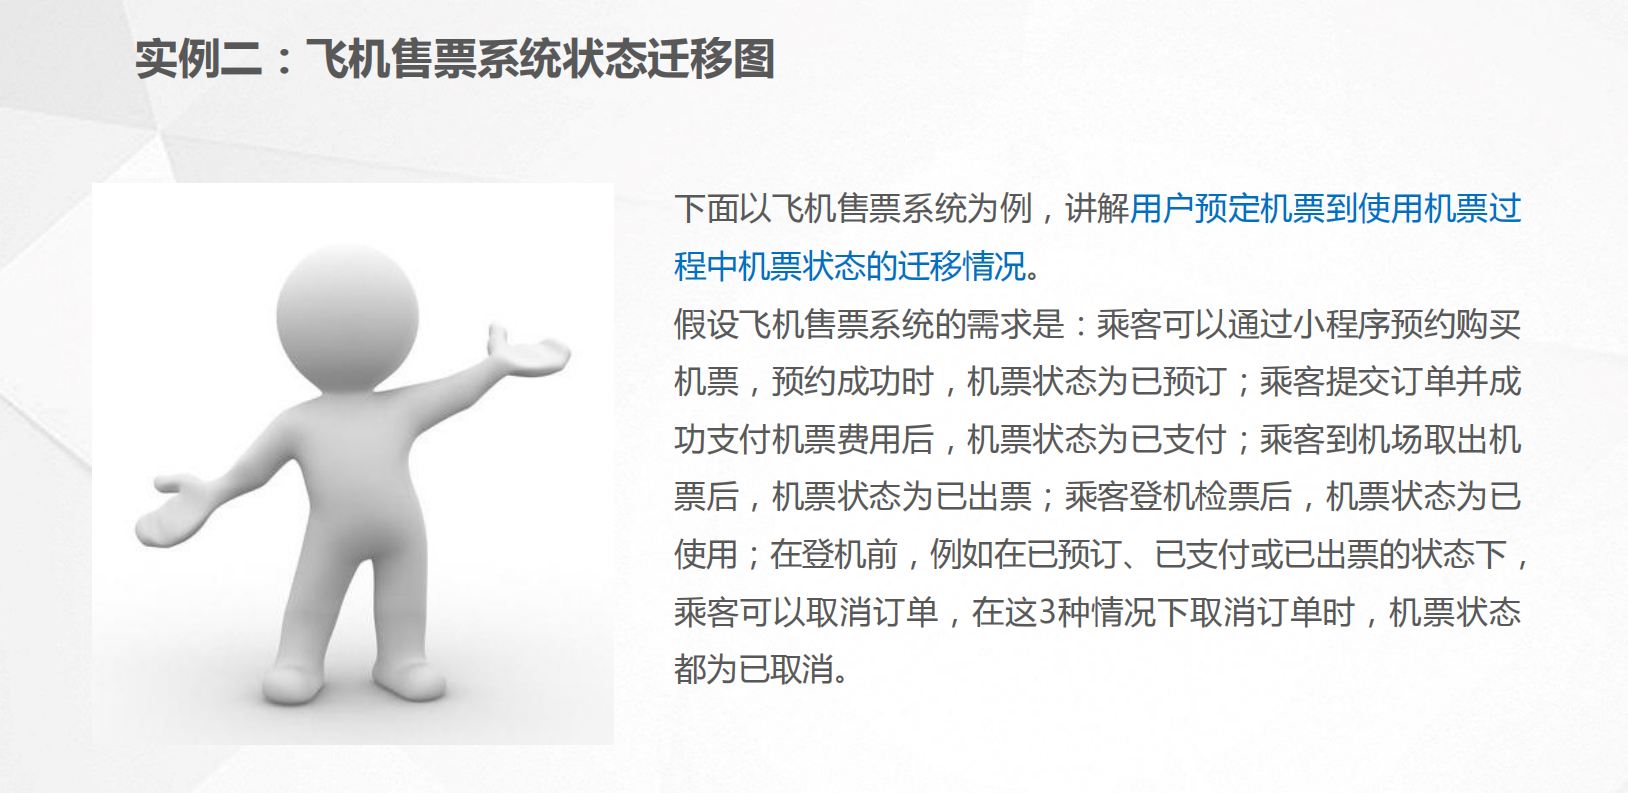 实例二：飞机售票系统状态迁移图
下面以飞机售票系统为例，讲解用户预定机票到使用机票过
程中机票状态的迁移情况。
假设飞机售票系统的需求是：乘客可以通过小程序预约购买
机票，预约成功时，机票状态为已预订；乘客提交订单并成
功支付机票费用后，机票状态为已支付；乘客到机场取出机
票后，机票状态为已出票；乘客登机检票后，机票状态为已
使用；在登机前，例如在已预订、已支付或已出票的状态下，
乘客可以取消订单，在这3种情况下取消订单时，机票状态
都为已取消。